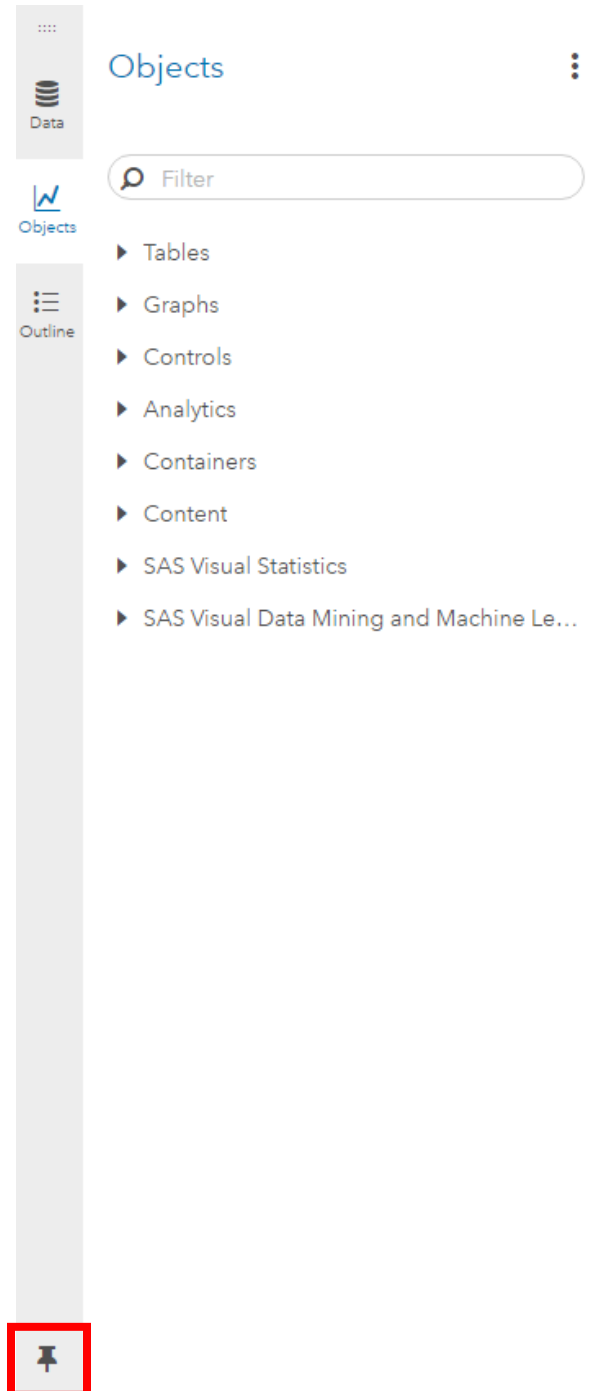 Objects
Data
Filter
Objects
Tables
Graphs
Outline
Controls
Analytics
Containers
Content
SAS Visual Statistics
SAS Visual Data Mining and Machine Le...